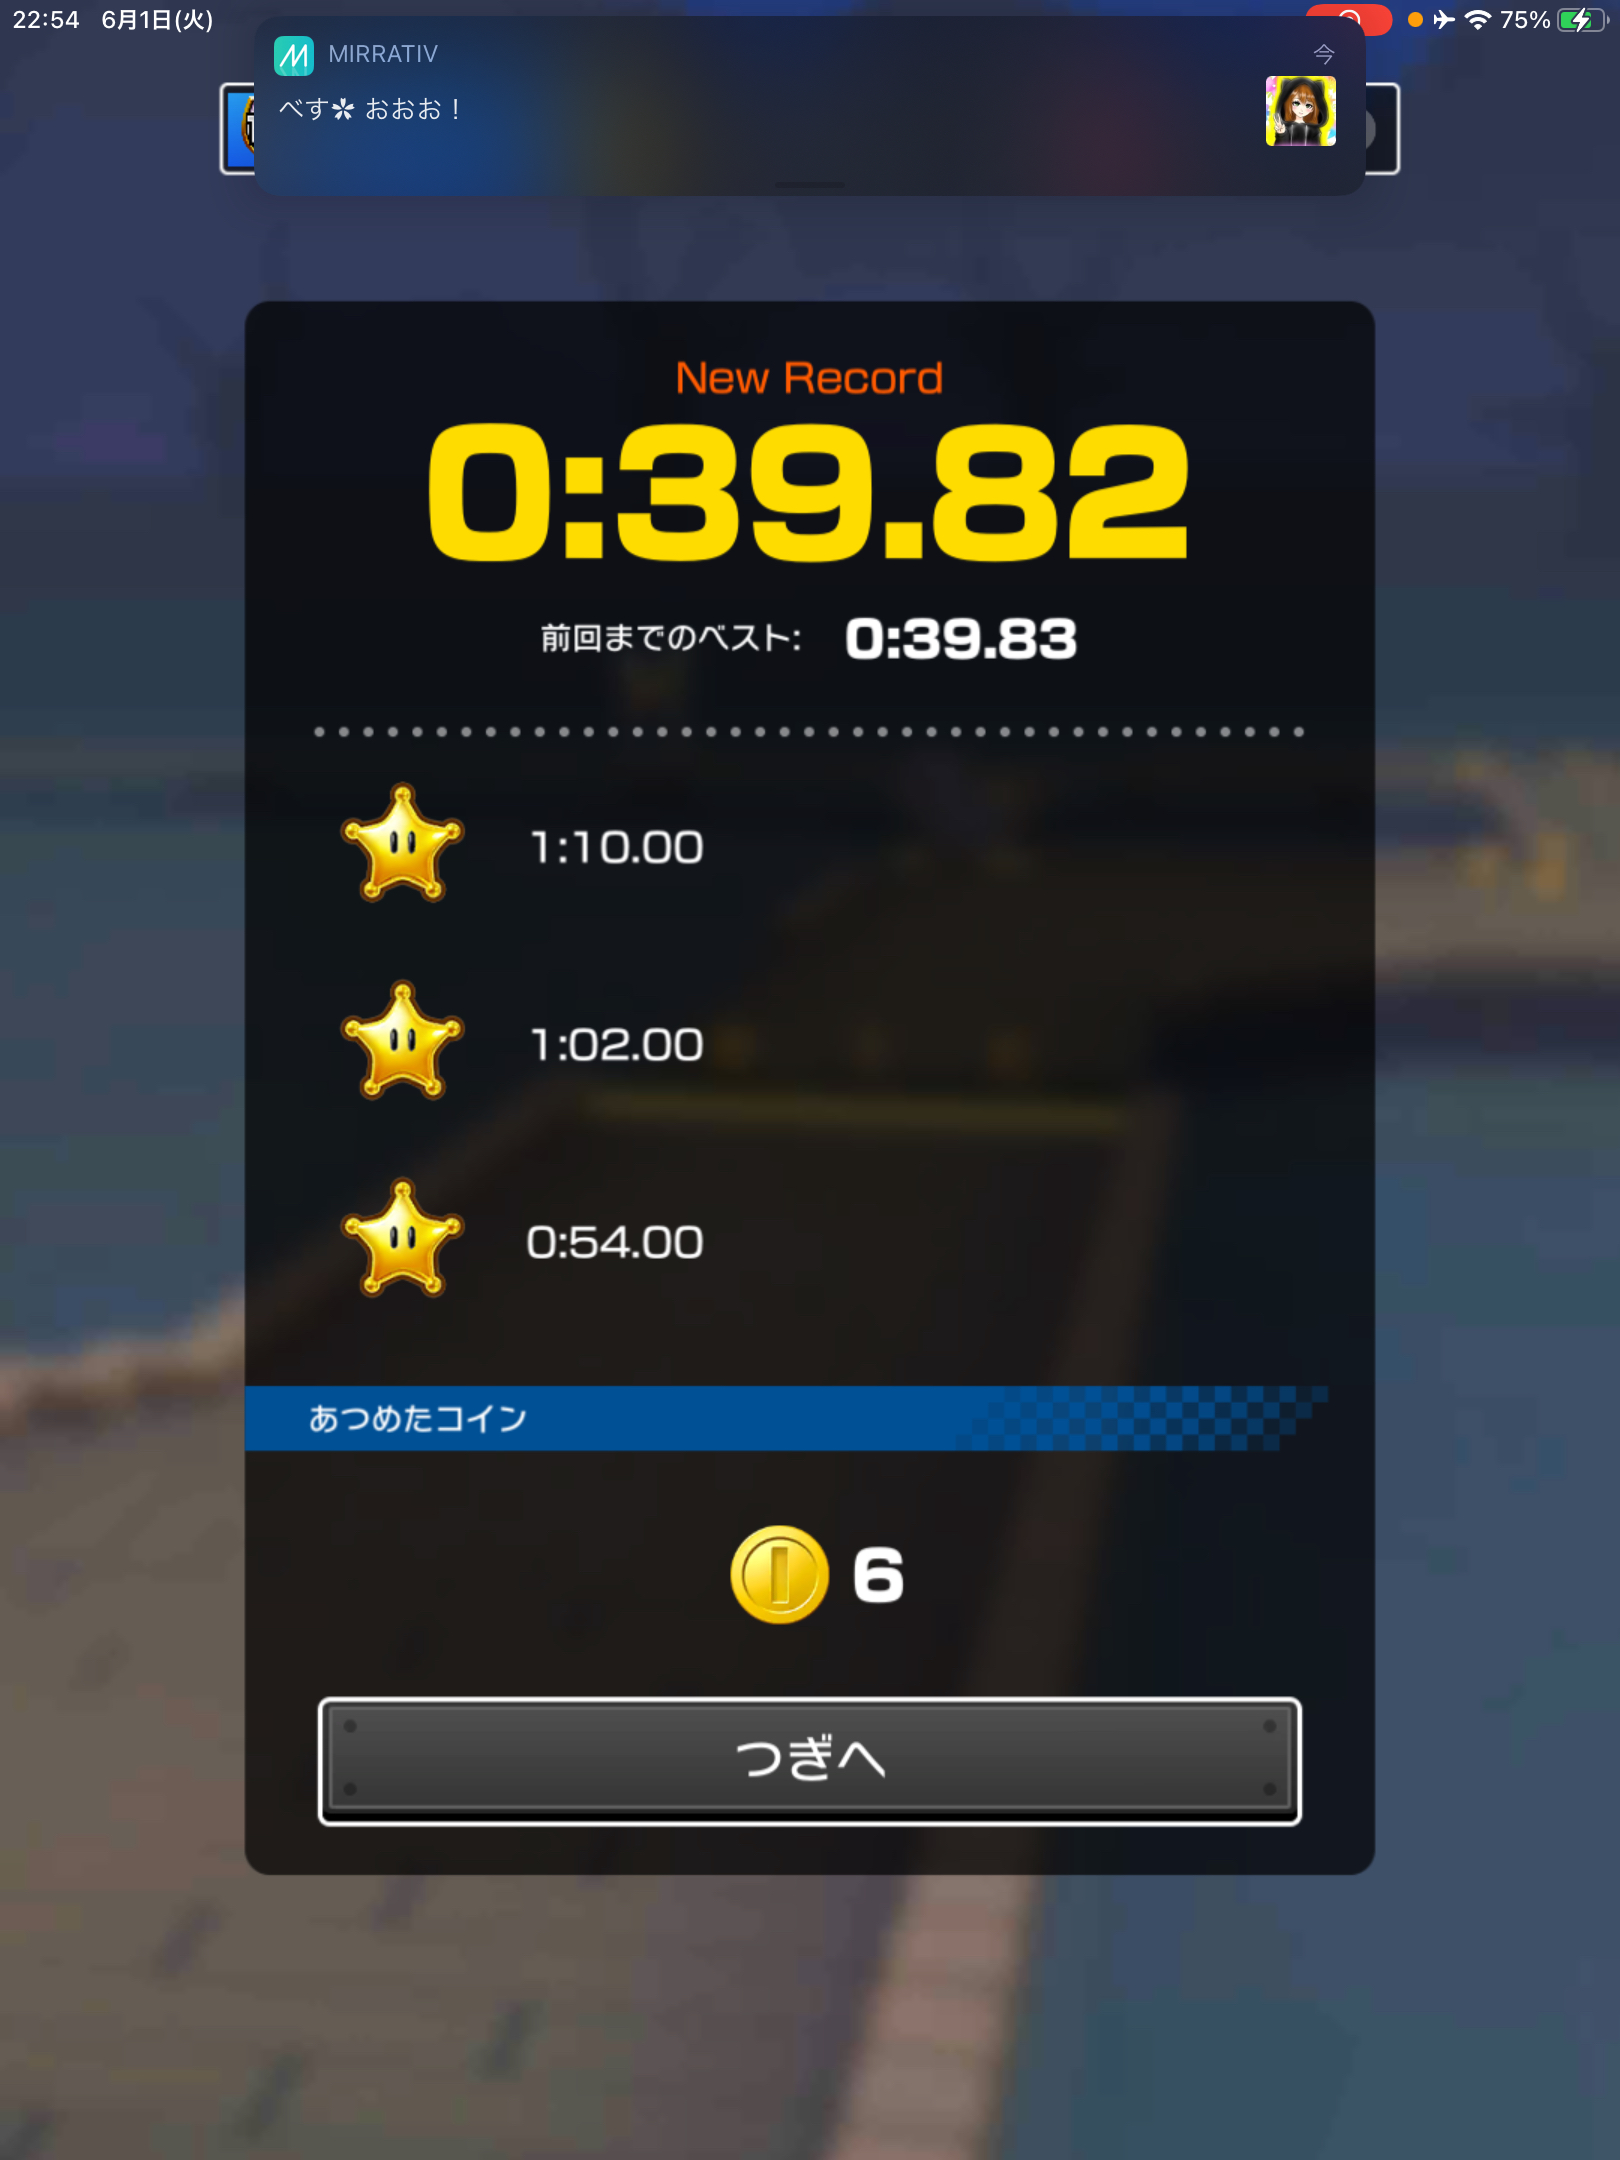 22:54 6月1日(火)
75%
MIRRATIV
今
べす✽ おおお！
New Record
0:39.82
前回までのベスト: 0:39.83
1:10.00
1:02.00
0:54.00
あつめたコイン
6
つぎへ